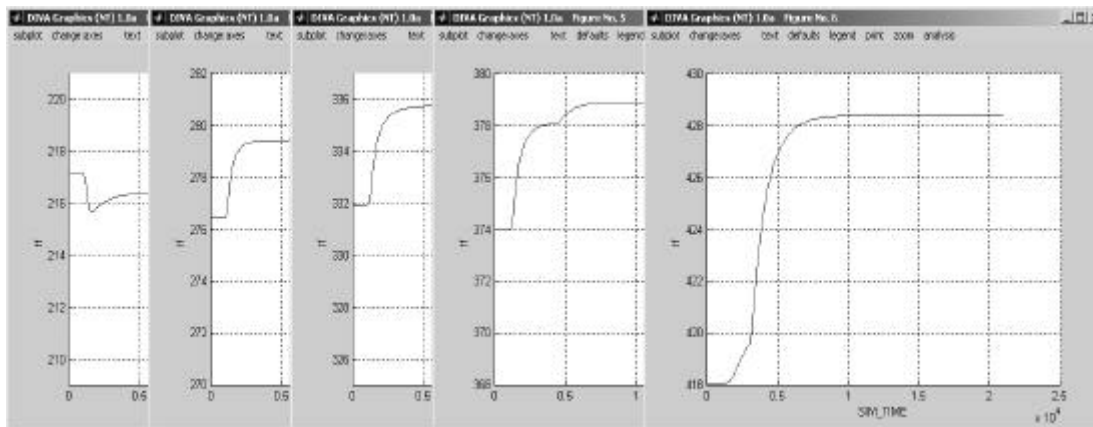 DIVA Graphics (NT) 1.0a
subplot change axes text
.220
.218
.216
.214
.212
.210
0 0.5
DIVA Graphics (NT) 1.0a
subplot change axes text
.282
.280
.278
.276
.274
.272
.270
0 0.5
DIVA Graphics (NT) 1.0a
subplot change axes text
.336
.334
.332
.330
.328
.326
0 0.5
DIVA Graphics (NT) 1.0a Figure No. 5
subplot change axes text defaults legend
.380
.378
.376
.374
.372
.370
.368
0 0.5 1
DIVA Graphics (NT) 1.0a Figure No. 6
subplot change axes text defaults legend print zoom analysis
.430
.428
.426
.424
.422
.420
.418
0 0.5 1 1.5 2 2.5
SIM_TIME
x 10⁴